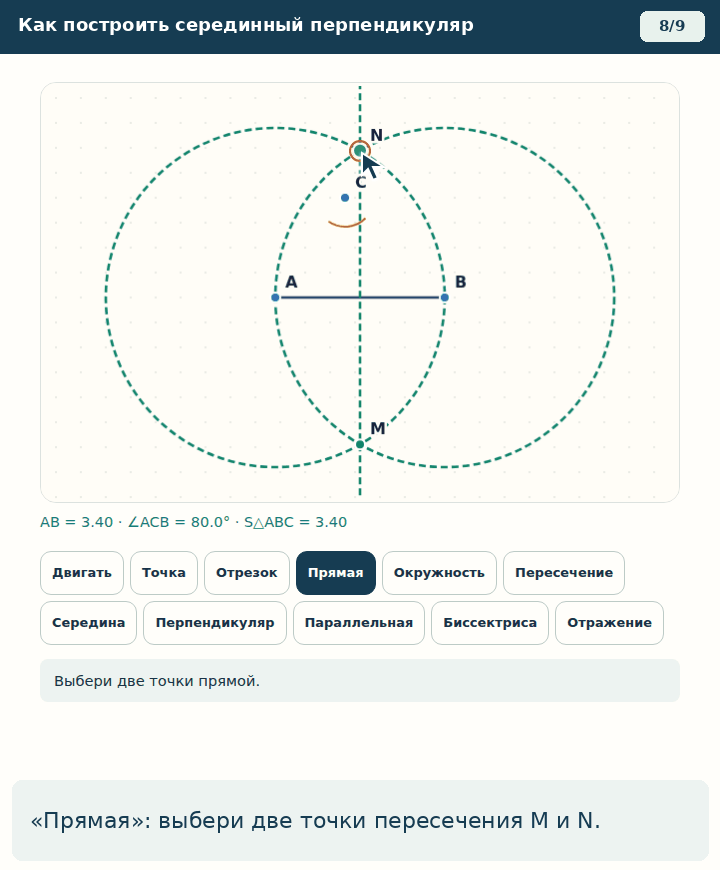 Как построить серединный перпендикуляр
8/9
N
C
A
B
M
AB = 3.40 · ∠ACB = 80.0° · S△ABC = 3.40
Двигать Точка Отрезок Прямая Окружность Пересечение
Середина Перпендикуляр Параллельная Биссектриса Отражение
Выбери две точки прямой.
«Прямая»: выбери две точки пересечения M и N.